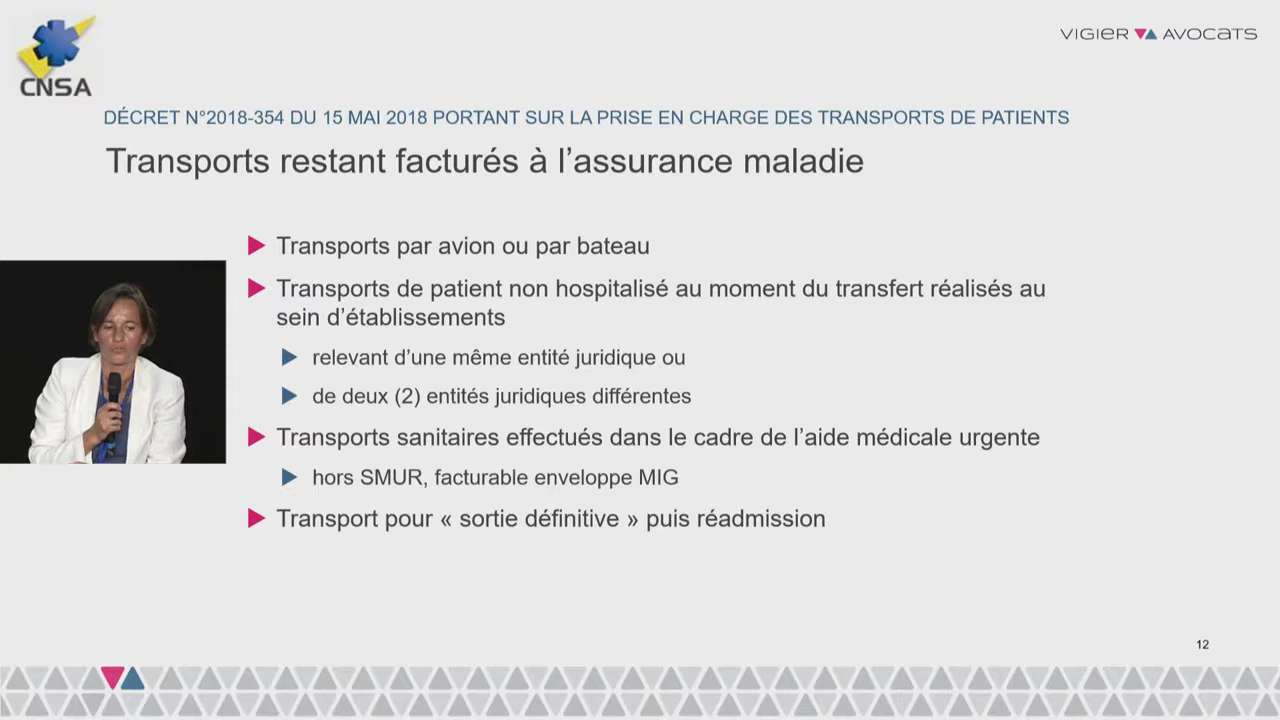 CNSA
VIGIER AVOCATS
DÉCRET N°2018-354 DU 15 MAI 2018 PORTANT SUR LA PRISE EN CHARGE DES TRANSPORTS DE PATIENTS
Transports restant facturés à l’assurance maladie
Transports par avion ou par bateau
Transports de patient non hospitalisé au moment du transfert réalisés au
sein d’établissements
relevant d’une même entité juridique ou
de deux (2) entités juridiques différentes
Transports sanitaires effectués dans le cadre de l’aide médicale urgente
hors SMUR, facturable enveloppe MIG
Transport pour « sortie définitive » puis réadmission
12